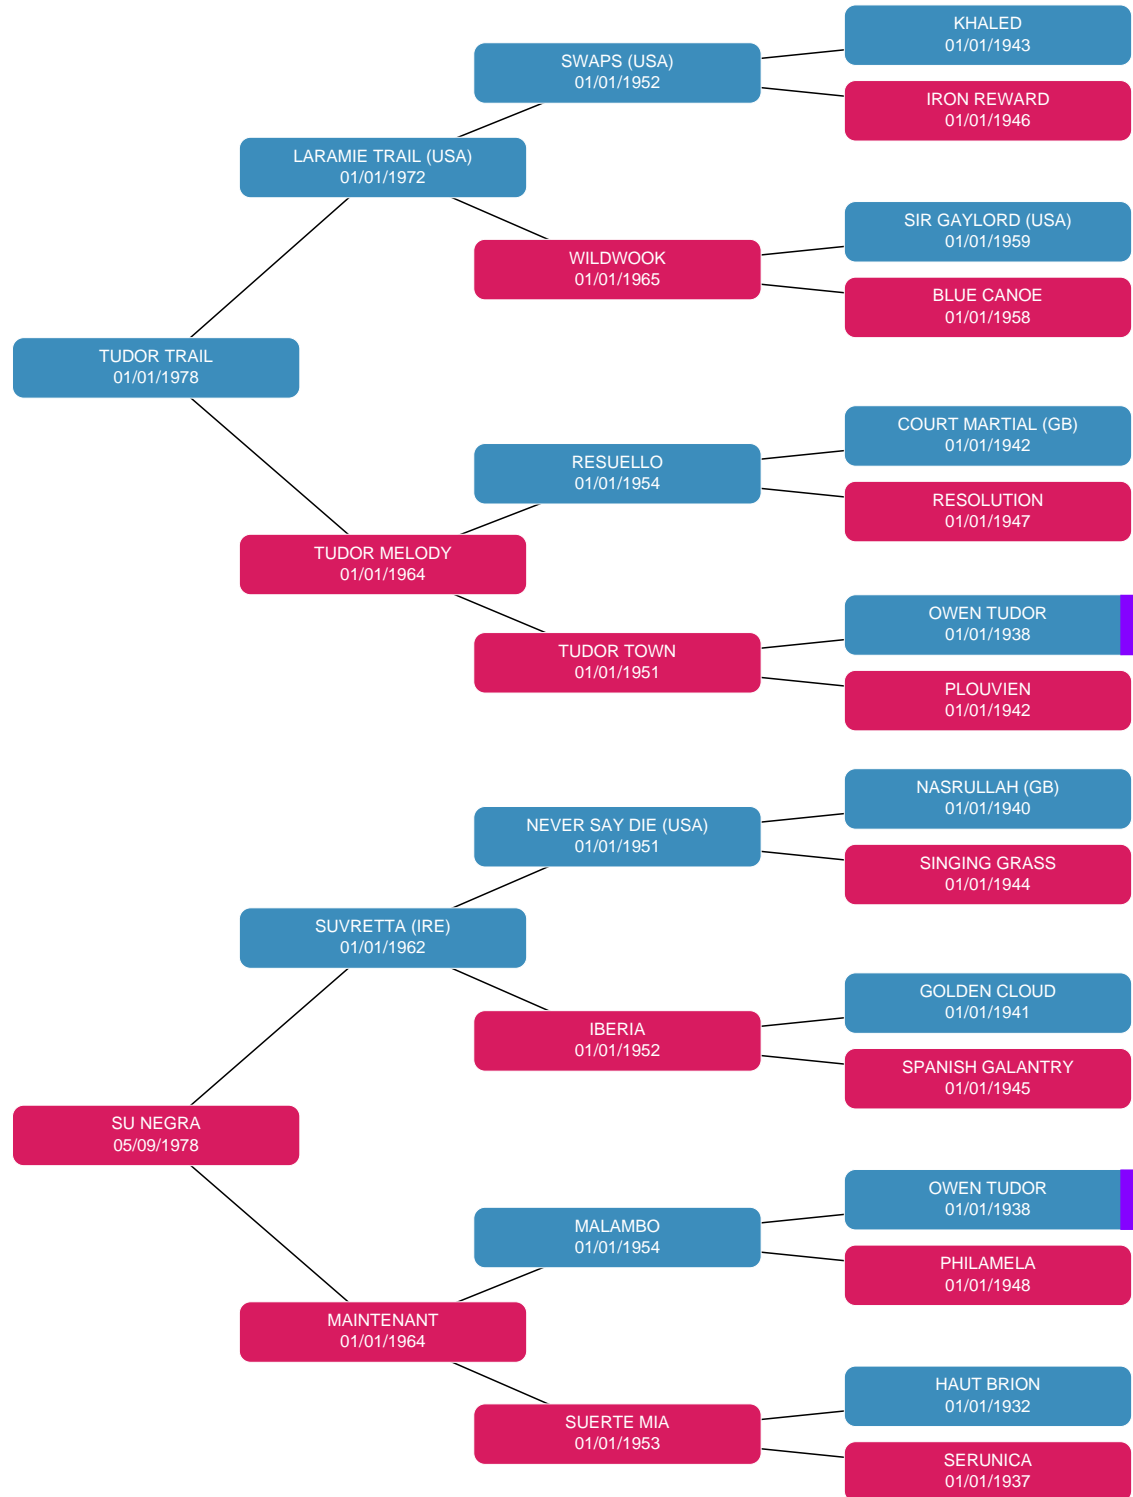 KHALED
01/01/1943
SWAPS (USA)
01/01/1952
IRON REWARD
01/01/1946
LARAMIE TRAIL (USA)
01/01/1972
SIR GAYLORD (USA)
01/01/1959
WILDWOOK
01/01/1965
BLUE CANOE
01/01/1958
TUDOR TRAIL
01/01/1978
COURT MARTIAL (GB)
01/01/1942
RESUELLO
01/01/1954
RESOLUTION
01/01/1947
TUDOR MELODY
01/01/1964
OWEN TUDOR
01/01/1938
TUDOR TOWN
01/01/1951
PLOUVIEN
01/01/1942
NASRULLAH (GB)
01/01/1940
NEVER SAY DIE (USA)
01/01/1951
SINGING GRASS
01/01/1944
SUVRETTA (IRE)
01/01/1962
GOLDEN CLOUD
01/01/1941
IBERIA
01/01/1952
SPANISH GALANTRY
01/01/1945
SU NEGRA
05/09/1978
OWEN TUDOR
01/01/1938
MALAMBO
01/01/1954
PHILAMELA
01/01/1948
MAINTENANT
01/01/1964
HAUT BRION
01/01/1932
SUERTE MIA
01/01/1953
SERUNICA
01/01/1937